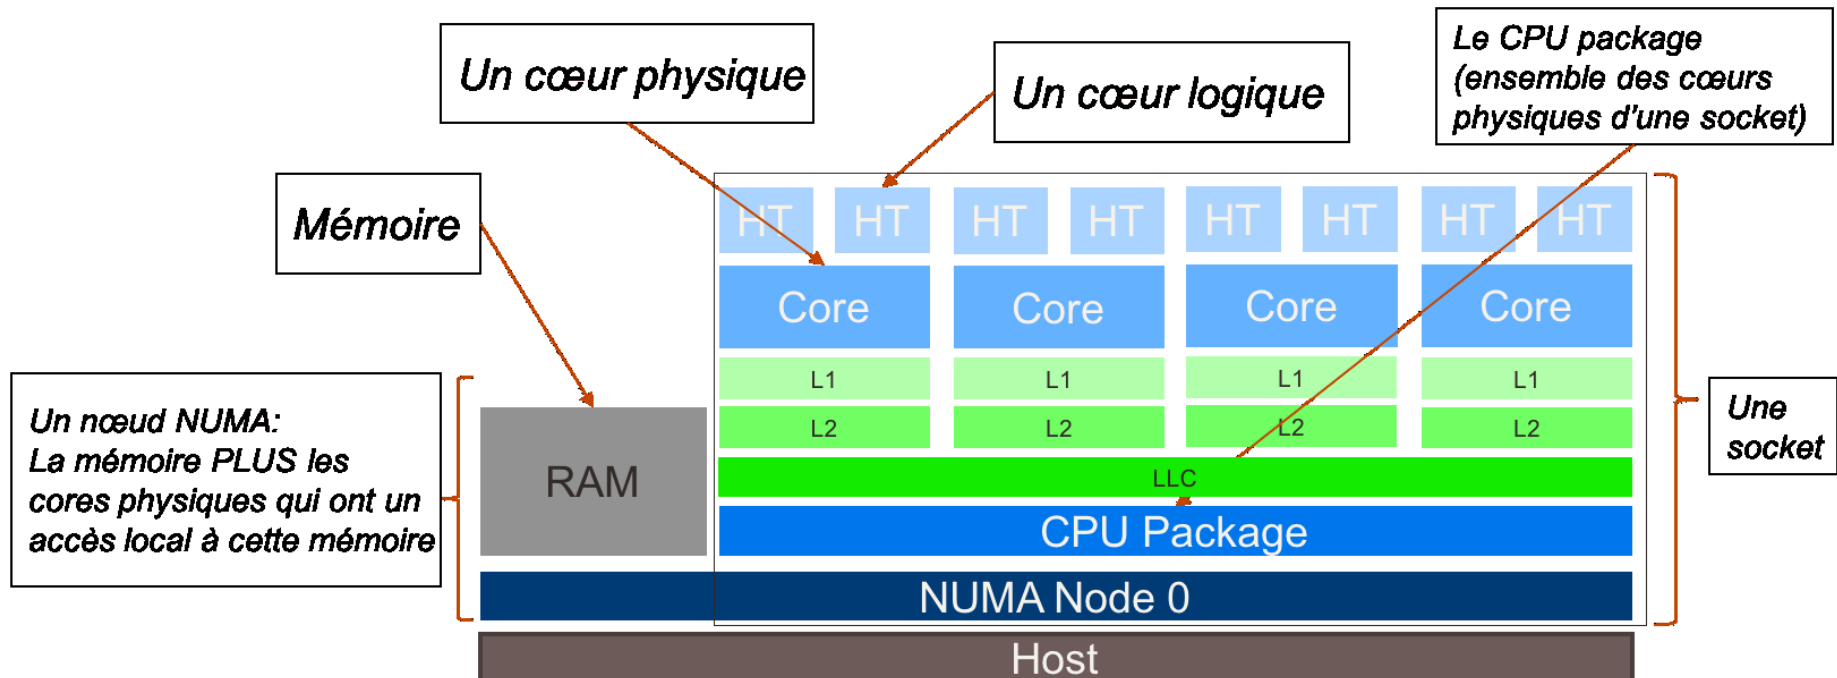 Un cœur physique
Un cœur logique
Le CPU package
(ensemble des cœurs
physiques d'une socket)
Mémoire
HT HT HT HT HT HT HT HT
Core Core Core Core
L1 L1 L1 L1
L2 L2 L2 L2
Un nœud NUMA:
La mémoire PLUS les
cores physiques qui ont un
accès local à cette mémoire
RAM
LLC
CPU Package
NUMA Node 0
Host
Une
socket